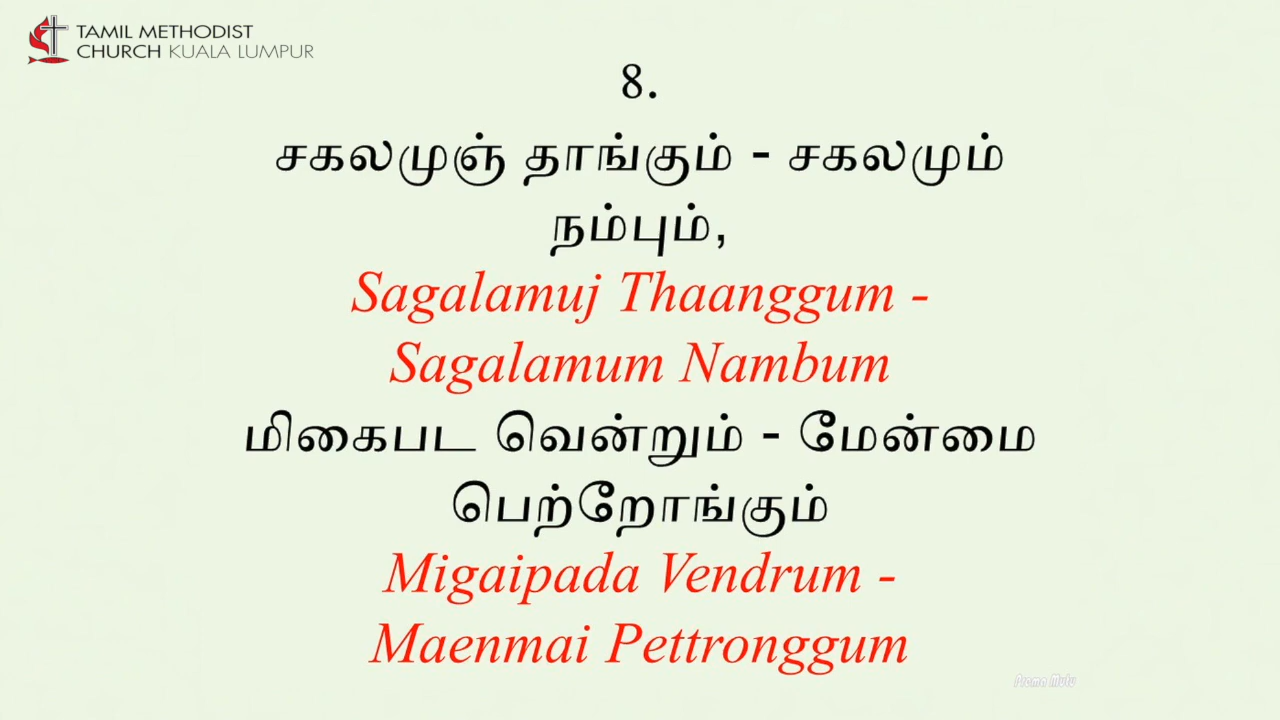 TAMIL METHODIST
CHURCH KUALA LUMPUR
8.
சகலமுஞ் தாங்கும் - சகலமும்
நம்பும்,
Sagalamuj Thaanggum -
Sagalamum Nambum
மிகைபட வென்றும் - மேன்மை
பெற்றோங்கும்
Migaipada Vendrum -
Maenmai Pettronggum